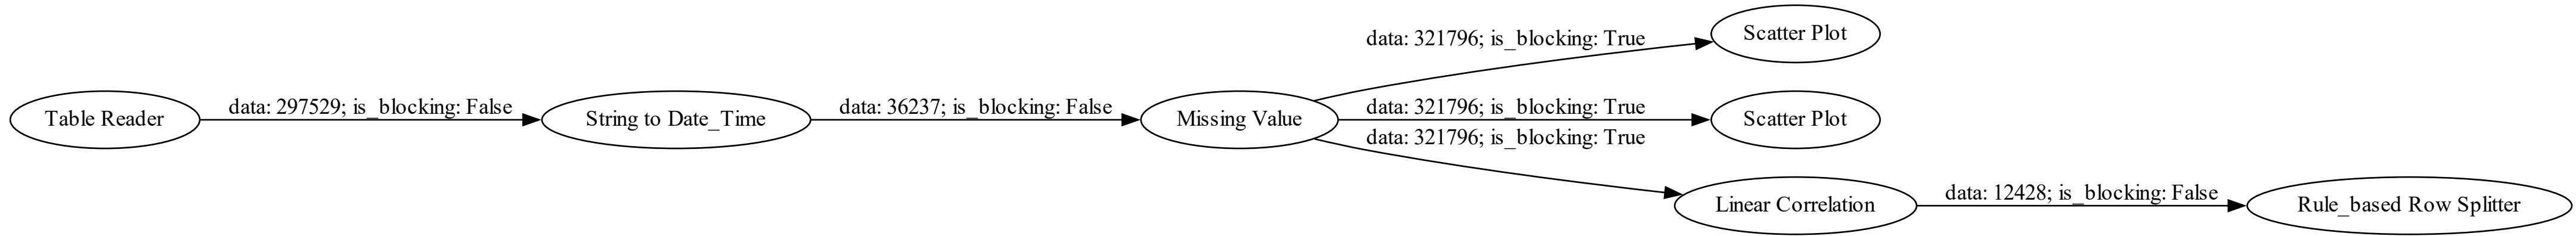 Scatter Plot
data: 321796; is_blocking: True
Table Reader
data: 297529; is_blocking: False
String to Date_Time
data: 36237; is_blocking: False
Missing Value
data: 321796; is_blocking: True
Scatter Plot
data: 321796; is_blocking: True
Linear Correlation
data: 12428; is_blocking: False
Rule_based Row Splitter